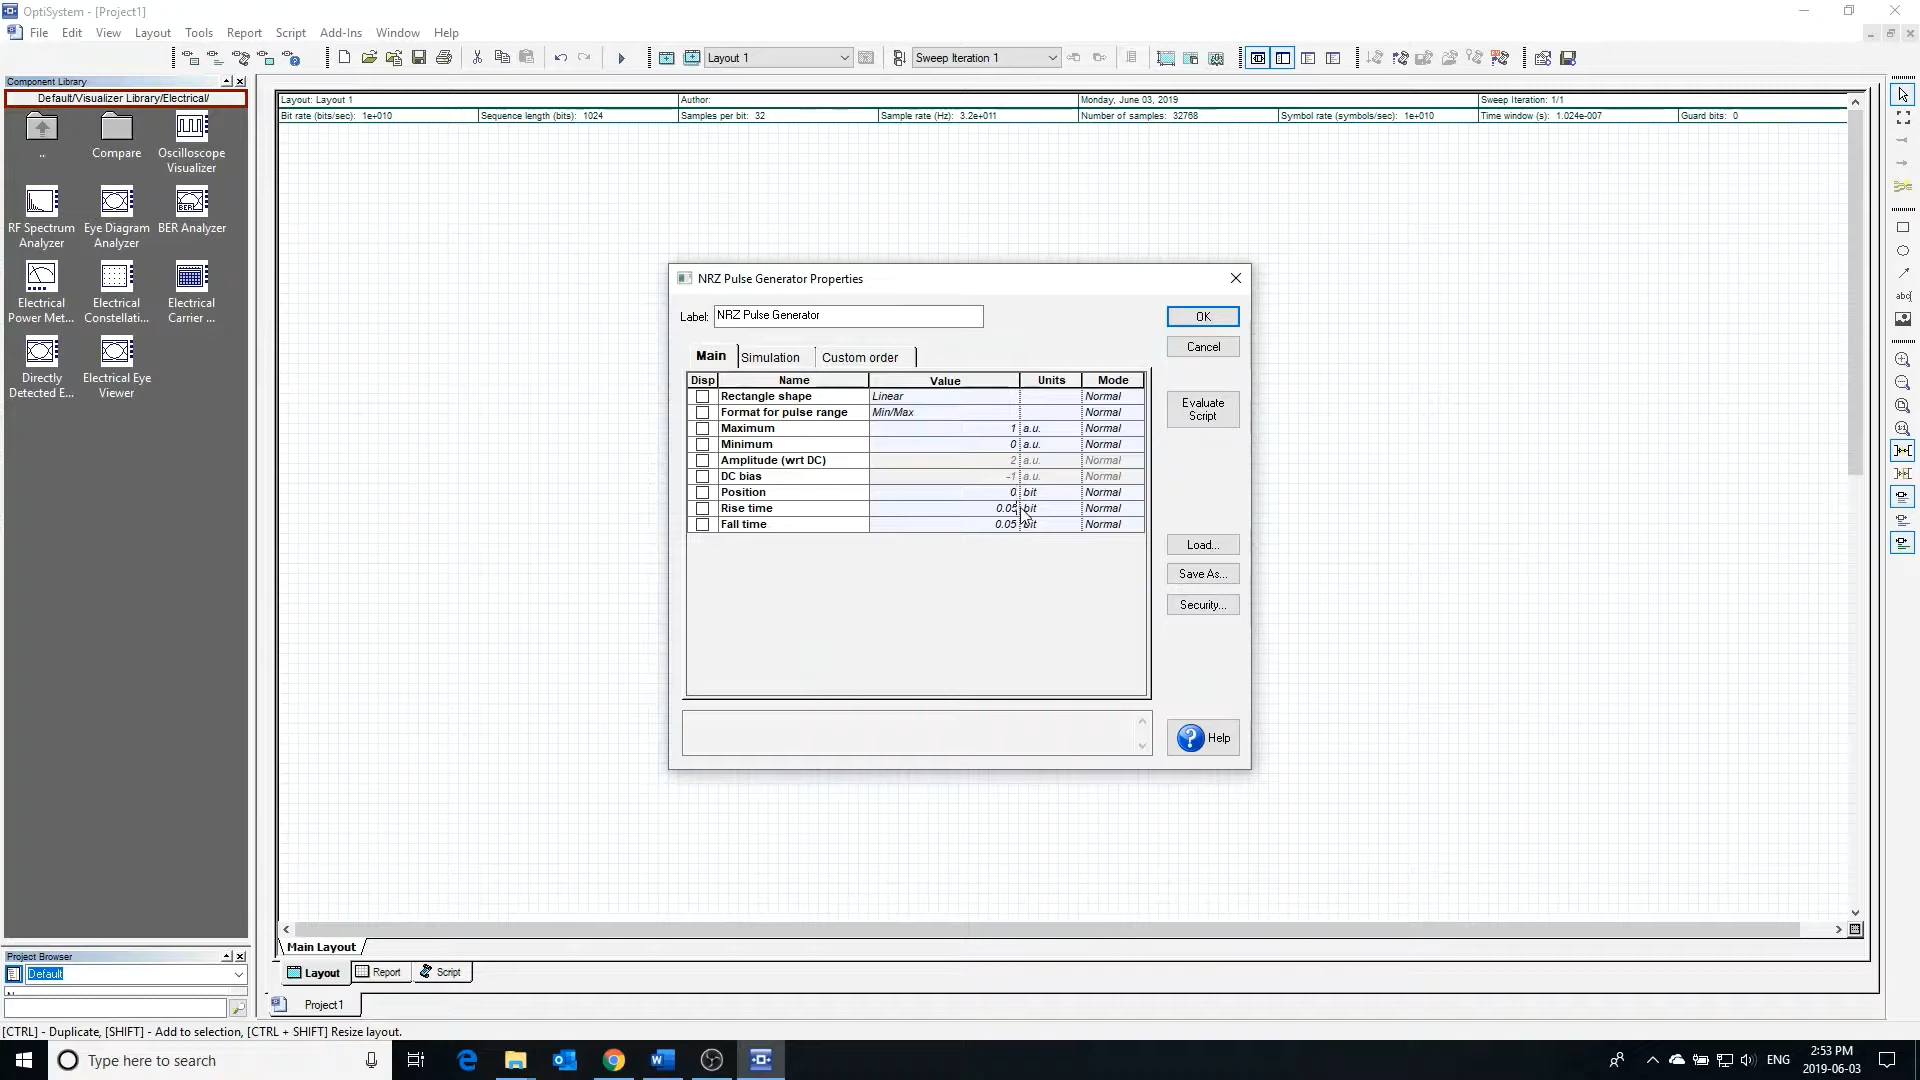 OptiSystem - [Project1]
File Edit View Layout Tools Report Script Add-Ins Window Help
Layout 1
Sweep Iteration 1
Component Library
Default/Visualizer Library/Electrical/
..
Compare
Oscilloscope Visualizer
RF Spectrum Analyzer
Eye Diagram Analyzer
BER Analyzer
Electrical Power Met...
Electrical Constellati...
Electrical Carrier ...
Directly Detected E...
Electrical Eye Viewer
Layout: Layout 1 Author: Monday, June 03, 2019 Sweep Iteration: 1/1
Bit rate (bits/sec): 1e+010 Sequence length (bits): 1024 Samples per bit: 32 Sample rate (Hz): 3.2e+011 Number of samples: 32768 Symbol rate (symbols/sec): 1e+010 Time window (s): 1.024e-007 Guard bits: 0
NRZ Pulse Generator Properties
Label: NRZ Pulse Generator
OK
Cancel
Evaluate Script
Load...
Save As...
Security...
Help
Main Simulation Custom order
Disp Name Value Units Mode
Rectangle shape Linear Normal
Format for pulse range Min/Max Normal
Maximum 1 a.u. Normal
Minimum 0 a.u. Normal
Amplitude (wrt DC) 2 a.u. Normal
DC bias -1 a.u. Normal
Position 0 bit Normal
Rise time 0.05 bit Normal
Fall time 0.05 bit Normal
abc
Main Layout
Layout Report Script
Project1
Project Browser
Default
[CTRL] - Duplicate, [SHIFT] - Add to selection, [CTRL + SHIFT] Resize layout.
Type here to search
ENG
2:53 PM
2019-06-03